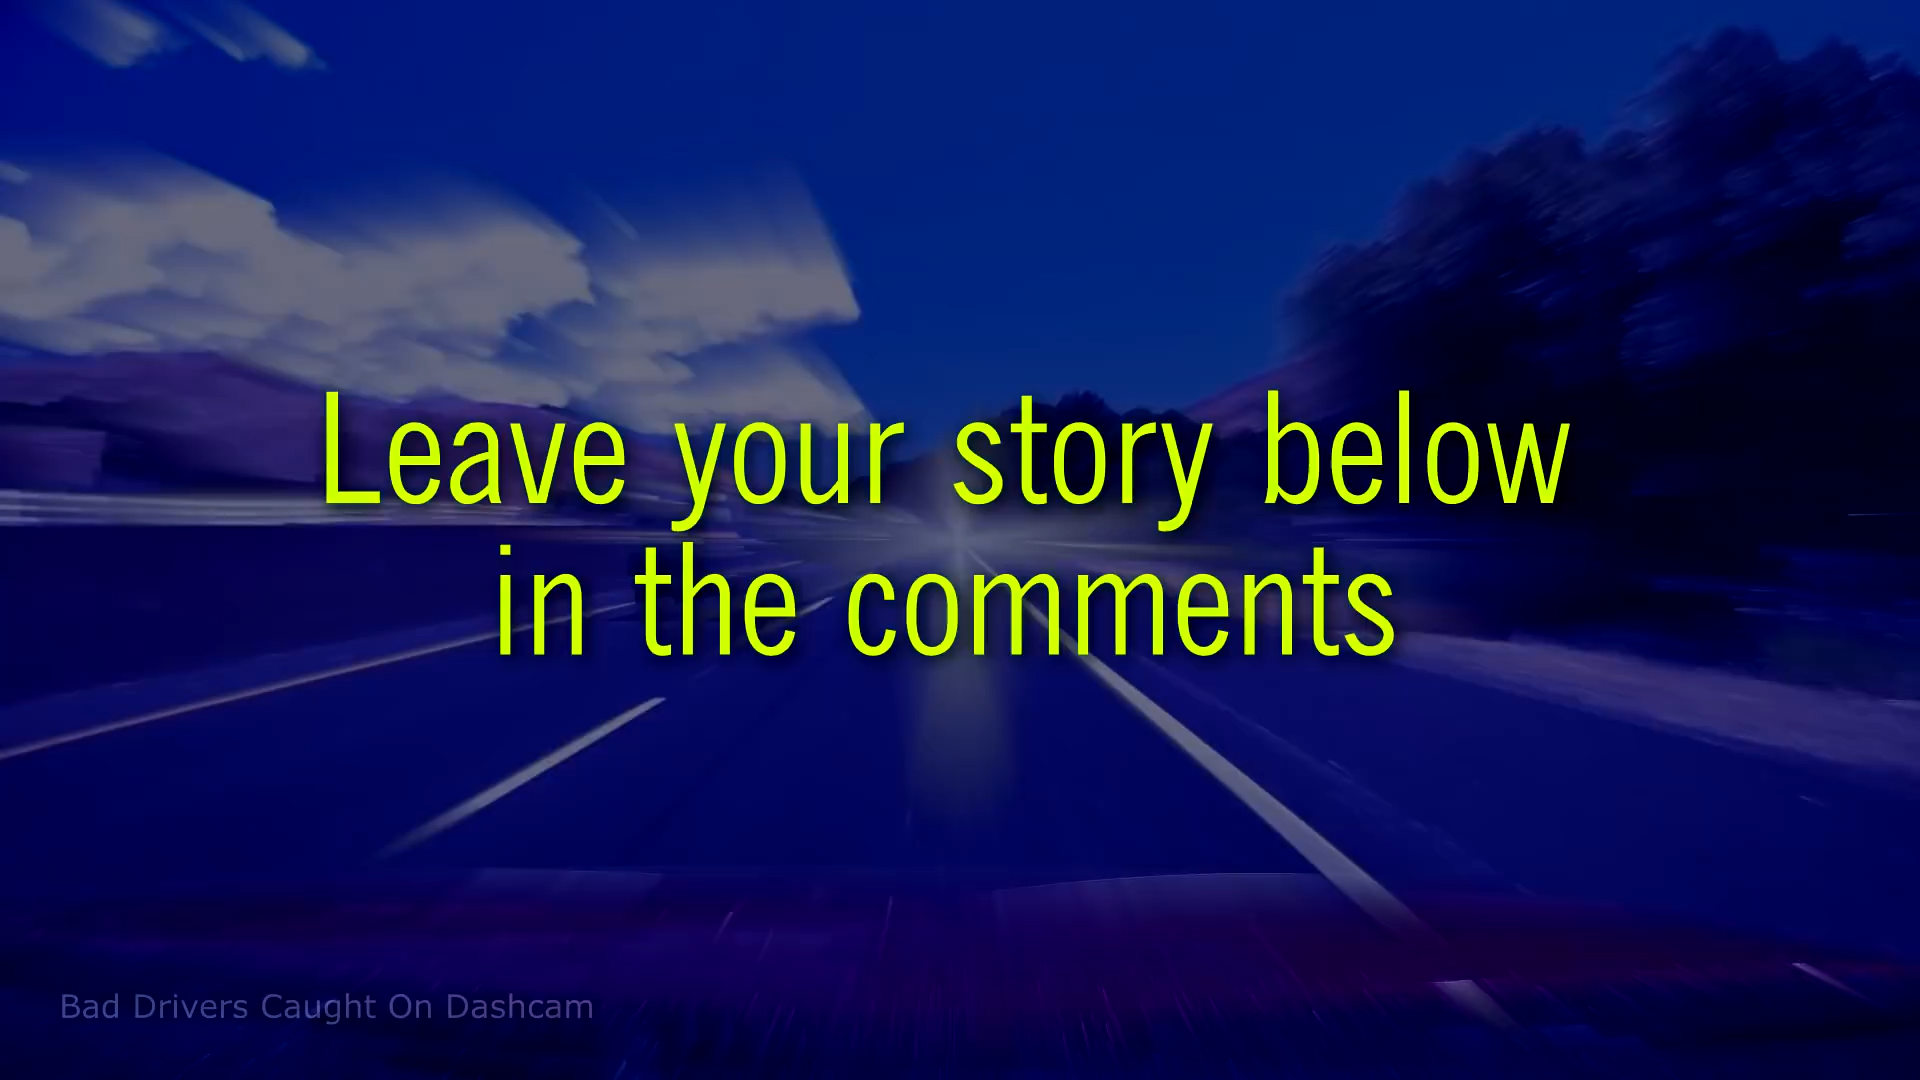 Leave your story below
in the comments
Bad Drivers Caught On Dashcam